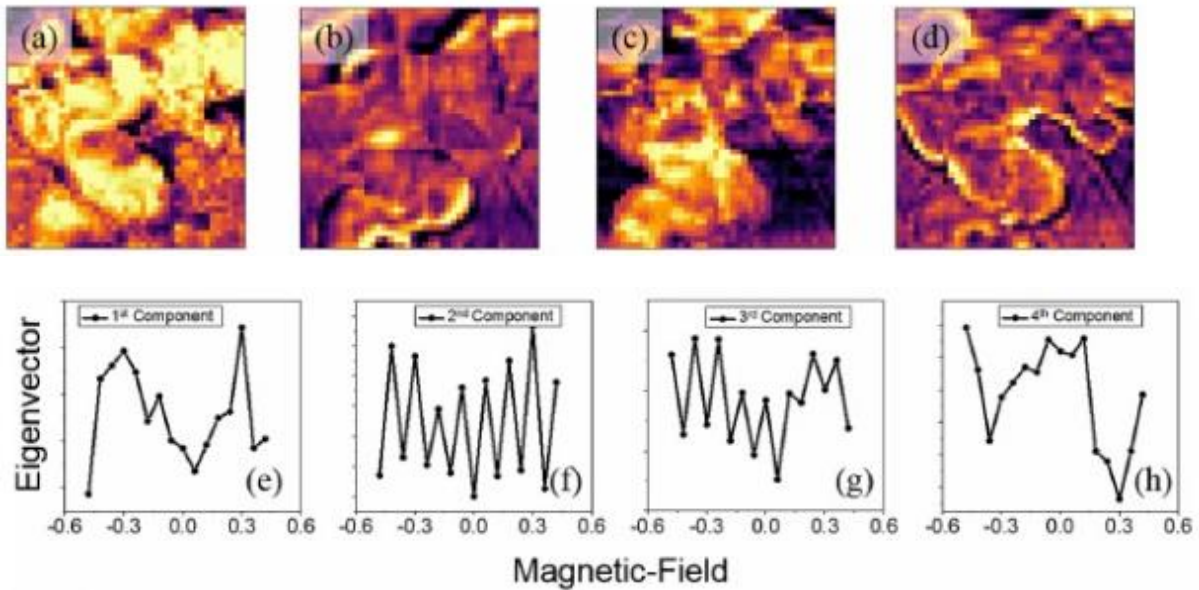 (a) (b) (c) (d)
1st Component 2nd Component 3rd Component 4th Component
Eigenvector
(e) (f) (g) (h)
-0.6 -0.3 0.0 0.3 0.6 -0.6 -0.3 0.0 0.3 0.6 -0.6 -0.3 0.0 0.3 0.6 -0.6 -0.3 0.0 0.3 0.6
Magnetic-Field